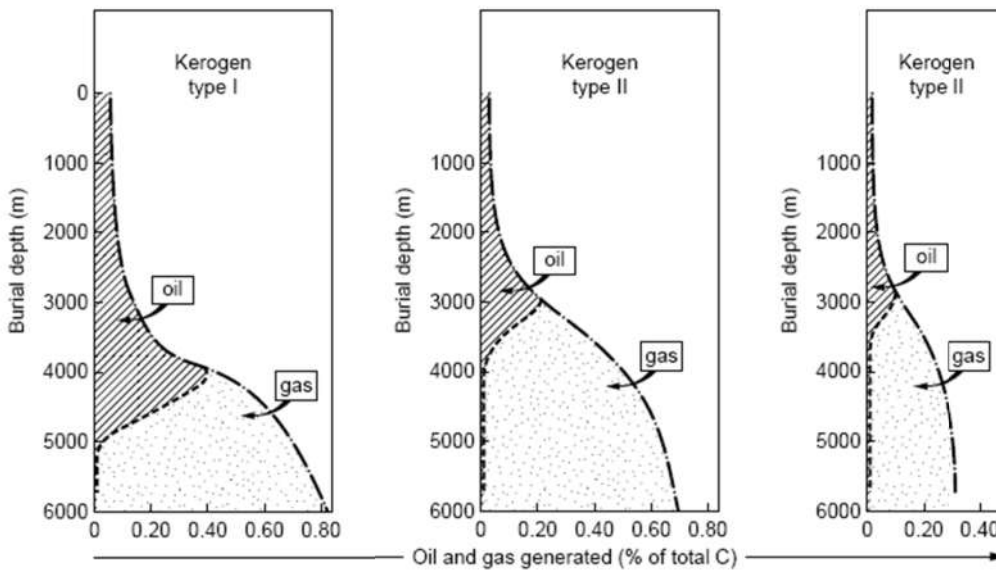 Kerogen
type I
Kerogen
type II
Kerogen
type II
Burial depth (m)
0
1000
2000
3000
4000
5000
6000
oil
gas
0 0.20 0.40 0.60 0.80
Burial depth (m)
1000
2000
3000
4000
5000
6000
oil
gas
0 0.20 0.40 0.60 0.80
Burial depth (m)
1000
2000
3000
4000
5000
6000
oil
gas
0 0.20 0.40
Oil and gas generated (% of total C)